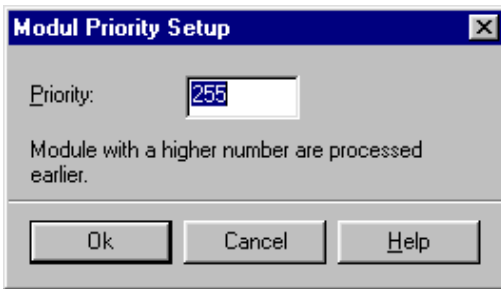 Modul Priority Setup
Priority: 255
Module with a higher number are processed
earlier.
Ok Cancel Help